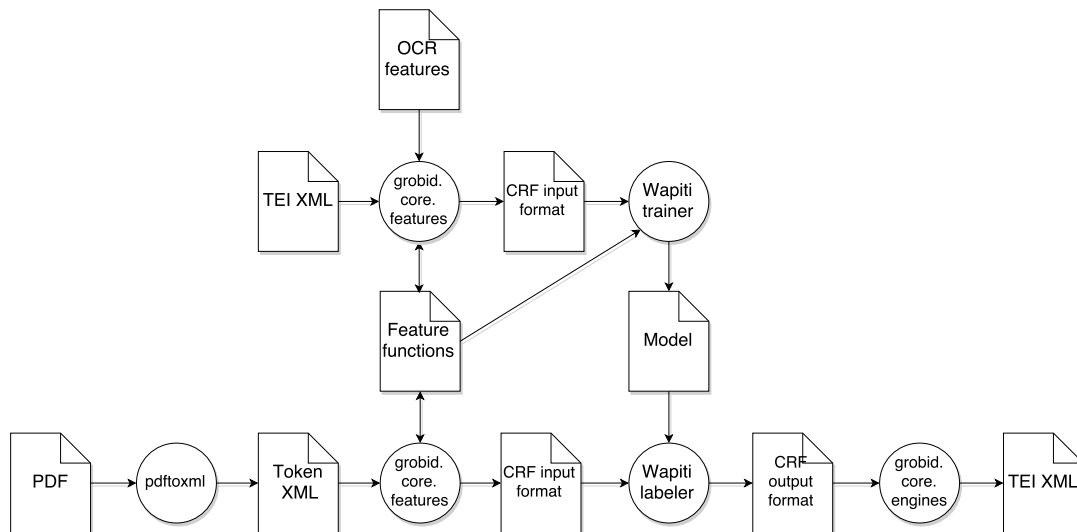 OCR
features
TEI XML
grobid.
core.
features
CRF input
format
Wapiti
trainer
Feature
functions
Model
PDF
pdftoxml
Token
XML
grobid.
core.
features
CRF input
format
Wapiti
labeler
CRF
output
format
grobid.
core.
engines
TEI XML